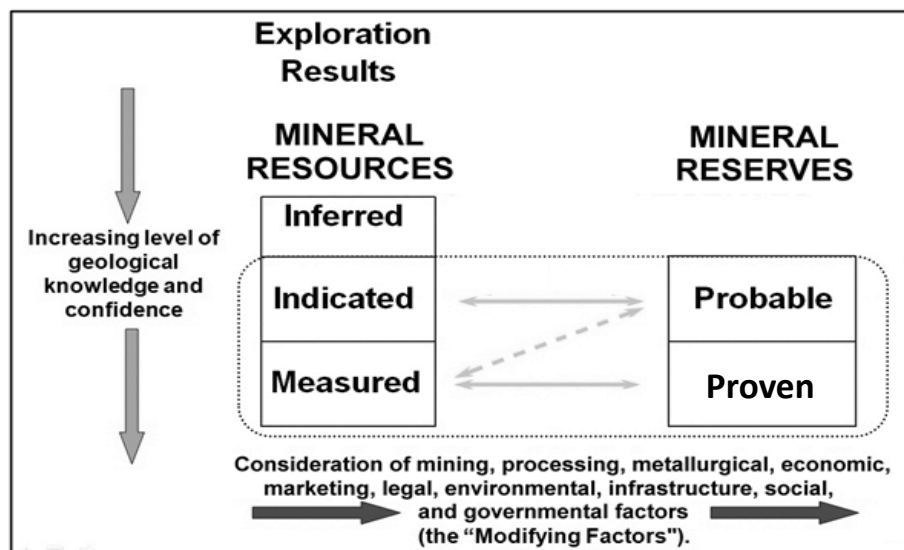 Exploration
Results
MINERAL
RESOURCES
MINERAL
RESERVES
Inferred
Increasing level of
geological
knowledge and
confidence
Indicated
Probable
Measured
Proven
Consideration of mining, processing, metallurgical, economic,
marketing, legal, environmental, infrastructure, social,
and governmental factors
(the “Modifying Factors").